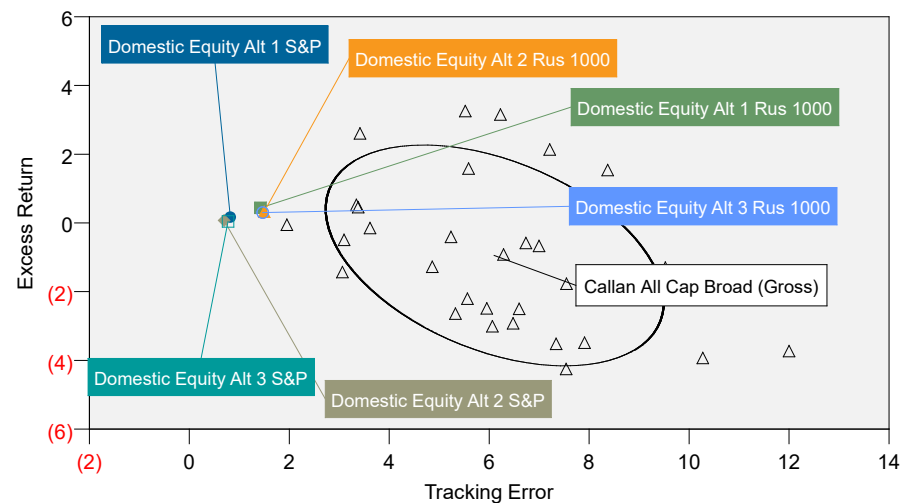 6
Domestic Equity Alt 1 S&P
Domestic Equity Alt 2 Rus 1000
4
Domestic Equity Alt 1 Rus 1000
2
Domestic Equity Alt 3 Rus 1000
0
Excess Return
Callan All Cap Broad (Gross)
(2)
(4)
Domestic Equity Alt 3 S&P
Domestic Equity Alt 2 S&P
(6)
(2) 0 2 4 6 8 10 12 14
Tracking Error